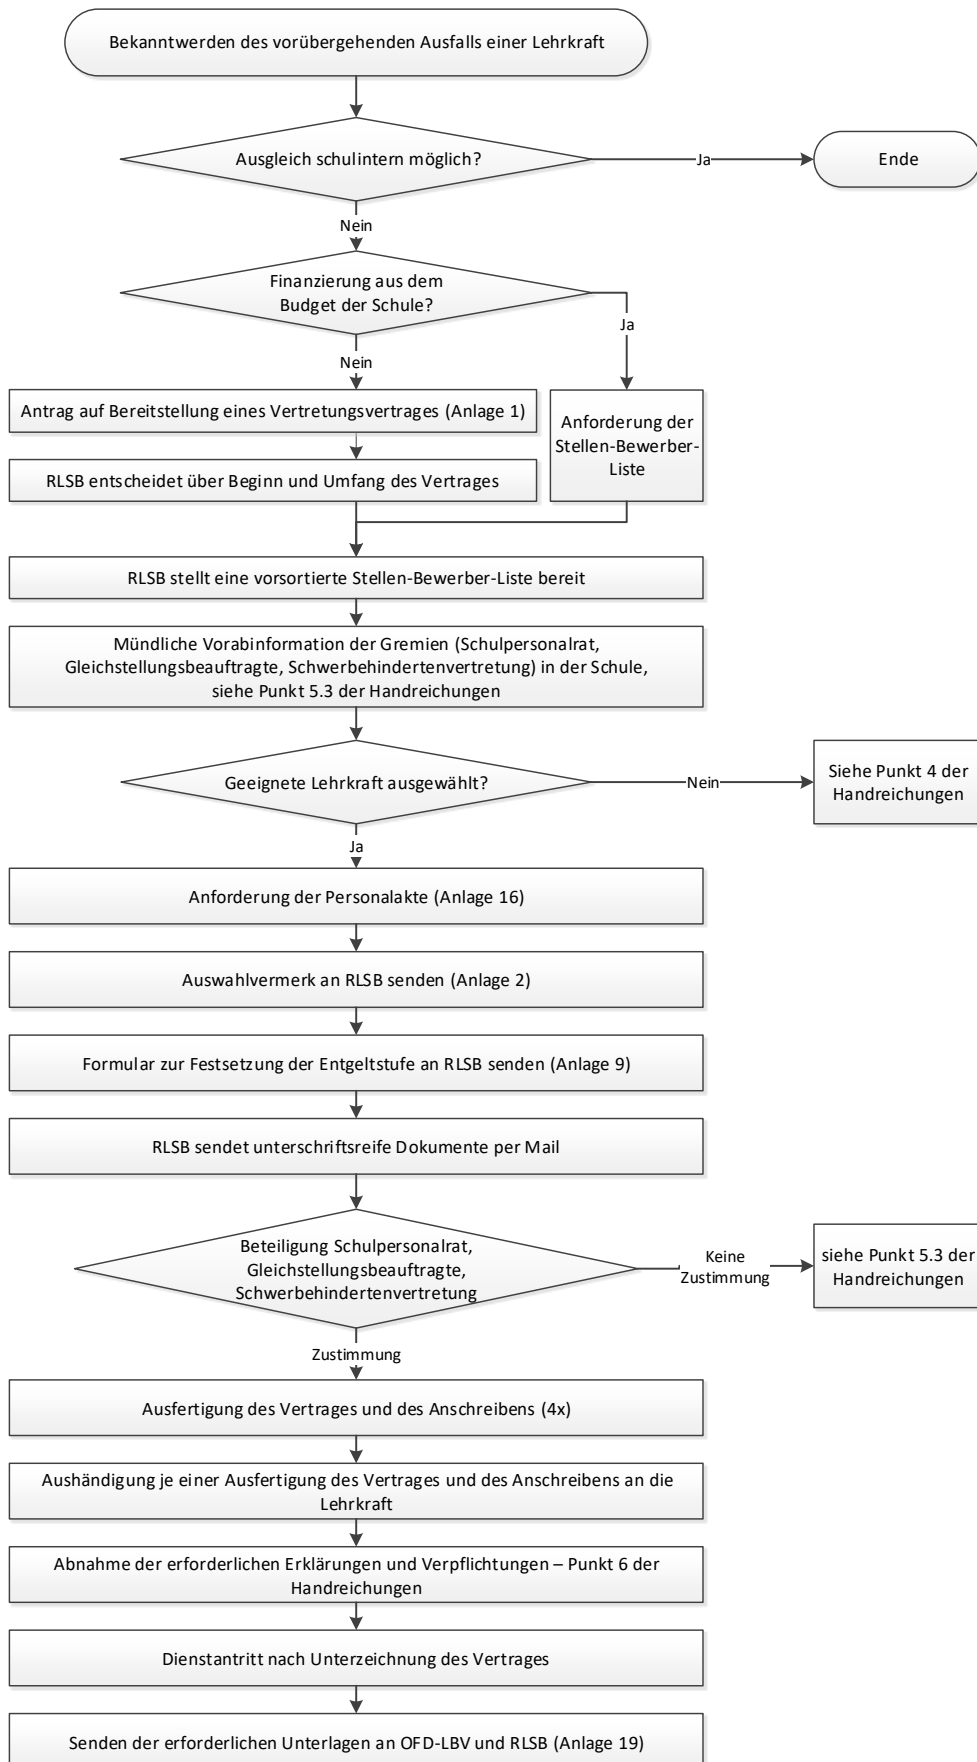 Bekanntwerden des vorübergehenden Ausfalls einer Lehrkraft
Ausgleich schulintern möglich?
Ja
Ende
Nein
Finanzierung aus dem
Budget der Schule?
Ja
Nein
Antrag auf Bereitstellung eines Vertretungsvertrages (Anlage 1)
Anforderung der
Stellen-Bewerber-
Liste
RLSB entscheidet über Beginn und Umfang des Vertrages
RLSB stellt eine vorsortierte Stellen-Bewerber-Liste bereit
Mündliche Vorabinformation der Gremien (Schulpersonalrat,
Gleichstellungsbeauftragte, Schwerbehindertenvertretung) in der Schule,
siehe Punkt 5.3 der Handreichungen
Geeignete Lehrkraft ausgewählt?
Nein
Siehe Punkt 4 der
Handreichungen
Ja
Anforderung der Personalakte (Anlage 16)
Auswahlvermerk an RLSB senden (Anlage 2)
Formular zur Festsetzung der Entgeltstufe an RLSB senden (Anlage 9)
RLSB sendet unterschriftsreife Dokumente per Mail
Beteiligung Schulpersonalrat,
Gleichstellungsbeauftragte,
Schwerbehindertenvertretung
Keine
Zustimmung
siehe Punkt 5.3 der
Handreichungen
Zustimmung
Ausfertigung des Vertrages und des Anschreibens (4x)
Aushändigung je einer Ausfertigung des Vertrages und des Anschreibens an die
Lehrkraft
Abnahme der erforderlichen Erklärungen und Verpflichtungen – Punkt 6 der
Handreichungen
Dienstantritt nach Unterzeichnung des Vertrages
Senden der erforderlichen Unterlagen an OFD-LBV und RLSB (Anlage 19)